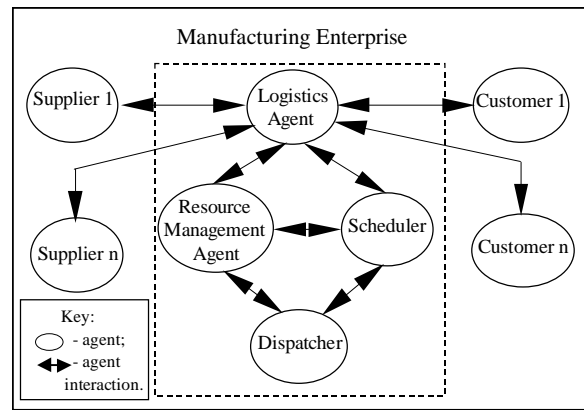 Manufacturing Enterprise
Supplier 1
Logistics
Agent
Customer 1
Resource
Management
Agent
Scheduler
Supplier n
Customer n
Dispatcher
Key:
- agent;
- agent
interaction.